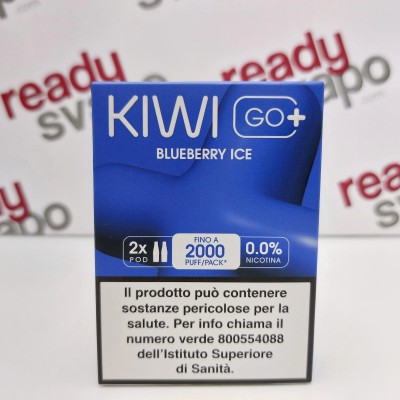 ready
svapo
ready
svapo
KIWI GO+
BLUEBERRY ICE
2x
POD
FINO A
2000
PUFF/PACK*
0.0%
NICOTINA
Il prodotto può contenere
sostanze pericolose per la
salute. Per info chiama il
numero verde 800554088
dell'Istituto Superiore
di Sanità.